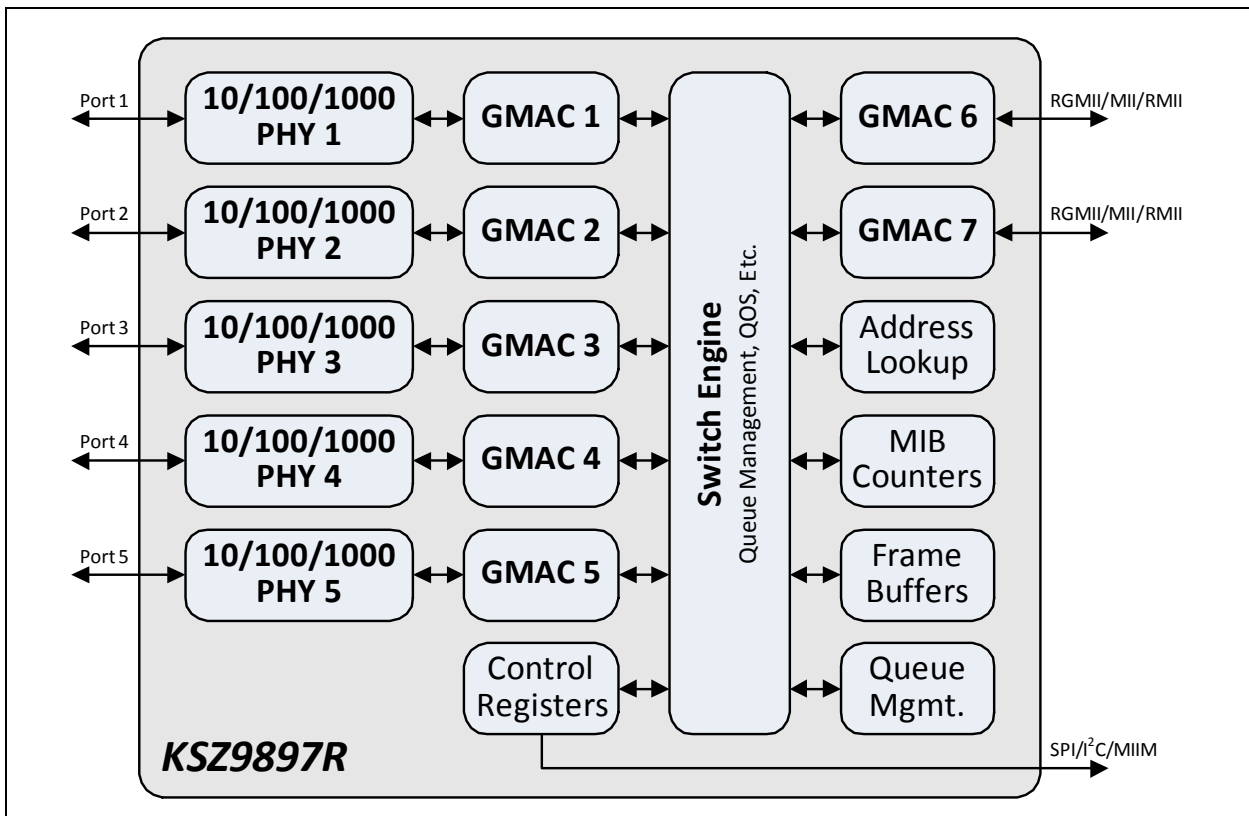 Port 1
10/100/1000
PHY 1
GMAC 1
GMAC 6
RGMII/MII/RMII
Port 2
10/100/1000
PHY 2
GMAC 2
GMAC 7
RGMII/MII/RMII
Port 3
10/100/1000
PHY 3
GMAC 3
Address
Lookup
Port 4
10/100/1000
PHY 4
GMAC 4
MIB
Counters
Port 5
10/100/1000
PHY 5
GMAC 5
Frame
Buffers
Switch Engine
Queue Management, QOS, Etc.
Control
Registers
Queue
Mgmt.
KSZ9897R
SPI/I²C/MIIM